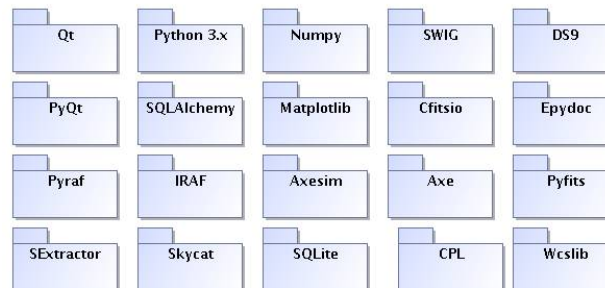 Qt Python 3.x Numpy SWIG DS9
PyQt SQLAlchemy Matplotlib Cfitsio Epydoc
Pyraf IRAF Axesim Axe Pyfits
SExtractor Skycat SQLite CPL Wcslib